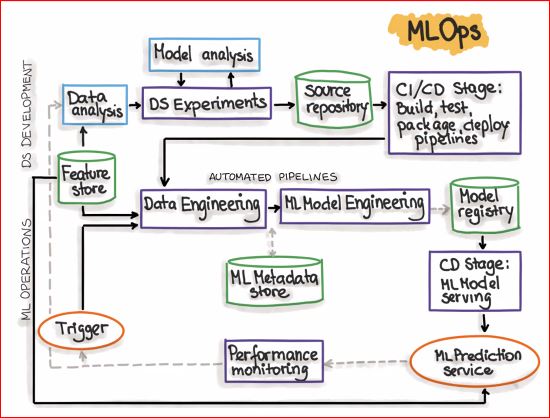 MLOps
Model analysis
DS DEVELOPMENT
Data
analysis
DS Experiments
Source
repository
CI/CD Stage:
Build, test,
package, deploy
pipelines
Feature
store
AUTOMATED PIPELINES
Data Engineering
ML Model Engineering
Model
registry
ML OPERATIONS
ML Metadata
store
CD Stage:
ML Model
serving
Trigger
Performance
monitoring
ML Prediction
service